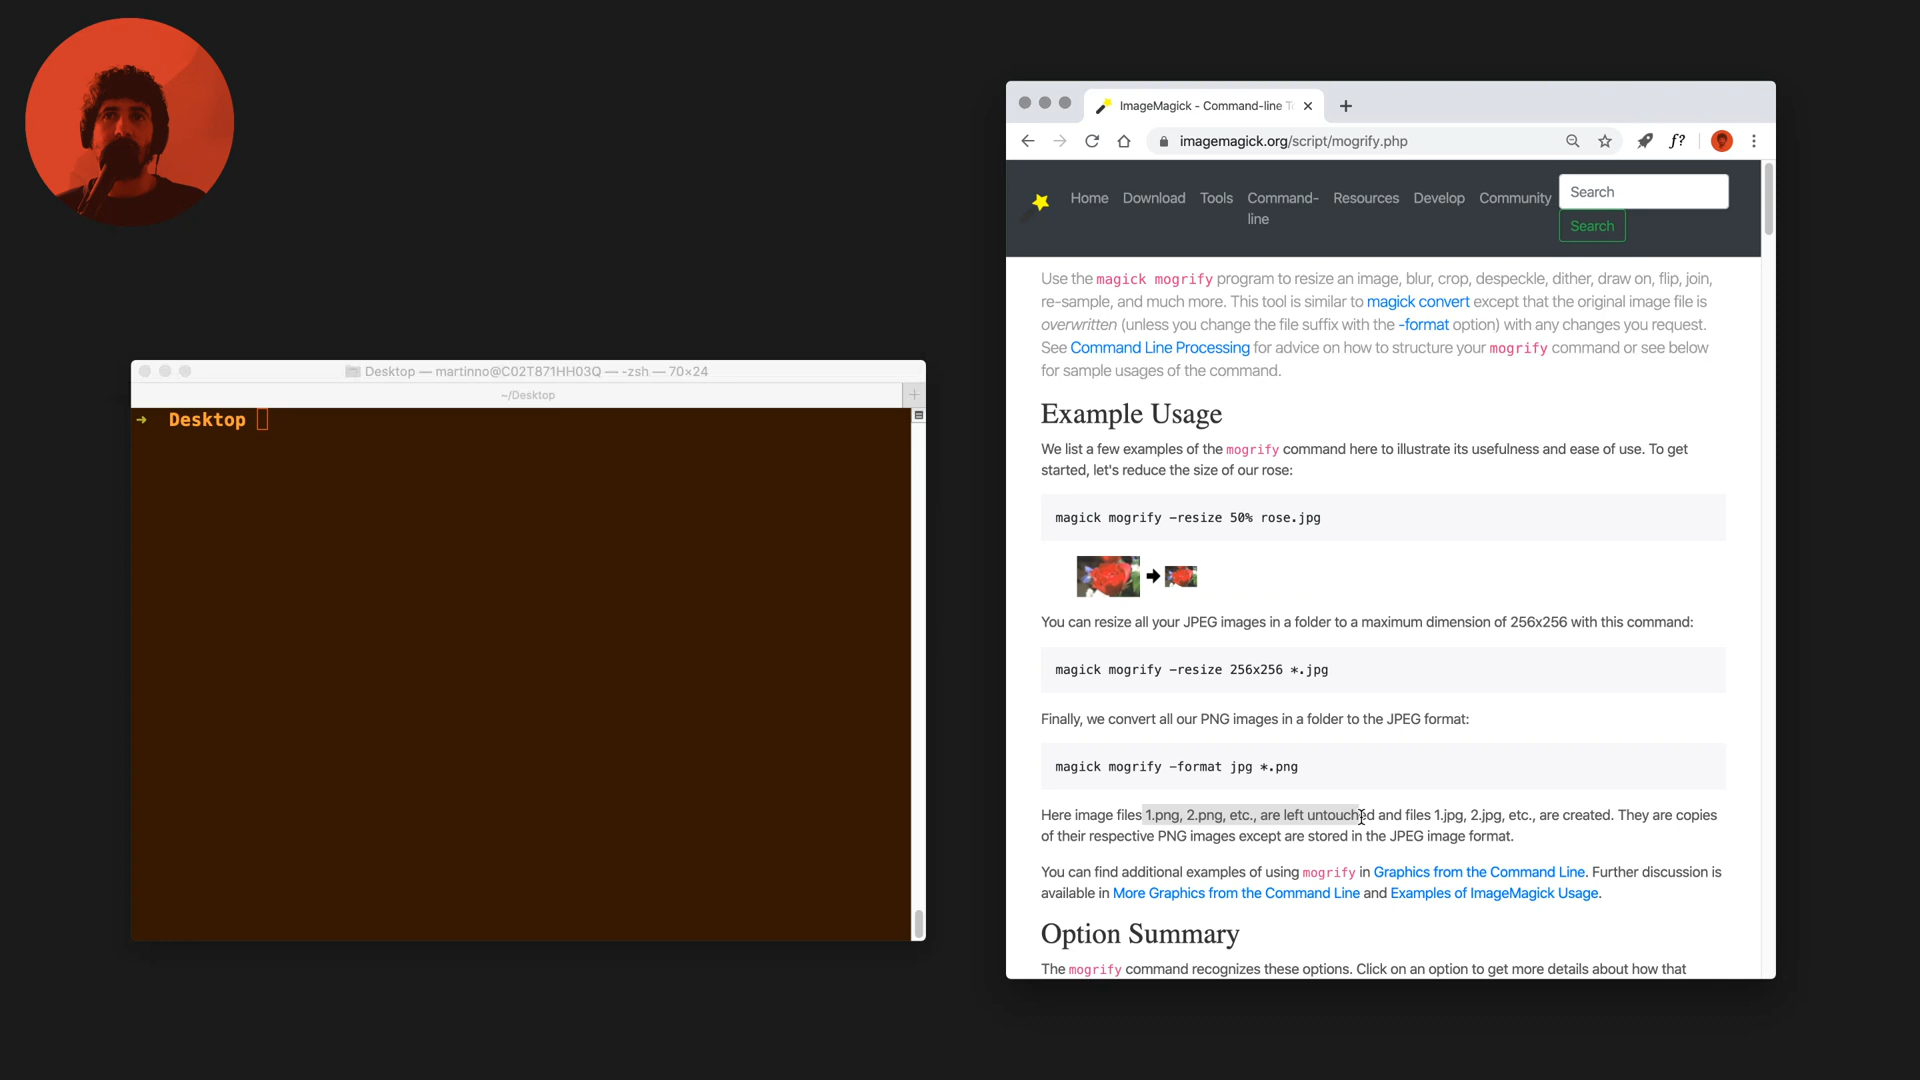 Desktop — martinno@C02T871HH03Q — -zsh — 70×24
~/Desktop
➜ Desktop
ImageMagick - Command-line T
imagemagick.org/script/mogrify.php
f?
Home Download Tools Command-line Resources Develop Community
Search
Search
Use the magick mogrify program to resize an image, blur, crop, despeckle, dither, draw on, flip, join,
re-sample, and much more. This tool is similar to magick convert except that the original image file is
overwritten (unless you change the file suffix with the -format option) with any changes you request.
See Command Line Processing for advice on how to structure your mogrify command or see below
for sample usages of the command.
Example Usage
We list a few examples of the mogrify command here to illustrate its usefulness and ease of use. To get
started, let's reduce the size of our rose:
magick mogrify -resize 50% rose.jpg
You can resize all your JPEG images in a folder to a maximum dimension of 256x256 with this command:
magick mogrify -resize 256x256 *.jpg
Finally, we convert all our PNG images in a folder to the JPEG format:
magick mogrify -format jpg *.png
Here image files 1.png, 2.png, etc., are left untouched and files 1.jpg, 2.jpg, etc., are created. They are copies
of their respective PNG images except are stored in the JPEG image format.
You can find additional examples of using mogrify in Graphics from the Command Line. Further discussion is
available in More Graphics from the Command Line and Examples of ImageMagick Usage.
Option Summary
The mogrify command recognizes these options. Click on an option to get more details about how that